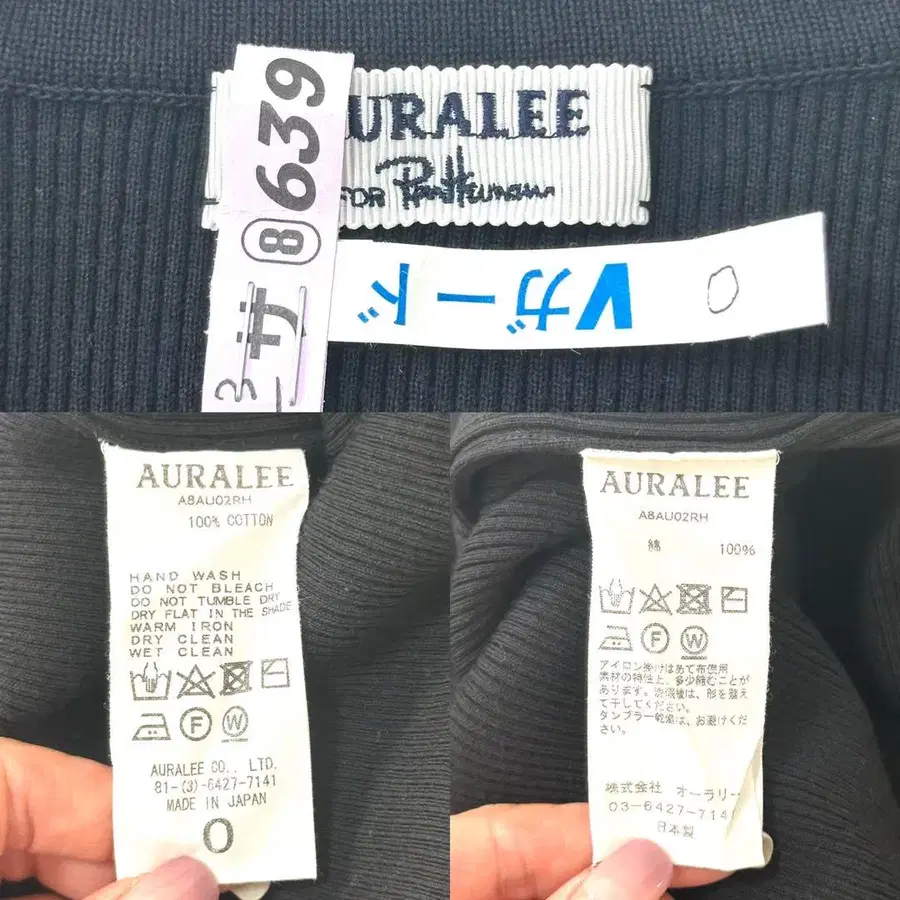 AURALEE
FOR Ron Herman
8639
サ
3
Vガード
0
AURALEE
A8AU02RH
100% COTTON
HAND WASH
DO NOT BLEACH
DO NOT TUMBLE DRY
DRY FLAT IN THE SHADE
WARM IRON
DRY CLEAN
WET CLEAN
F
W
AURALEE CO., LTD.
81-(3)-6427-7141
MADE IN JAPAN
0
AURALEE
A8AU02RH
綿 100%
F
W
アイロン掛けはあて布使用
素材の特性上、多少縮むことが
あります。洗濯後は、形を整え
て干してください。
タンブラー乾燥は、お避けくだ
さい。
株式会社 オーラリー
03-6427-7141
日本製